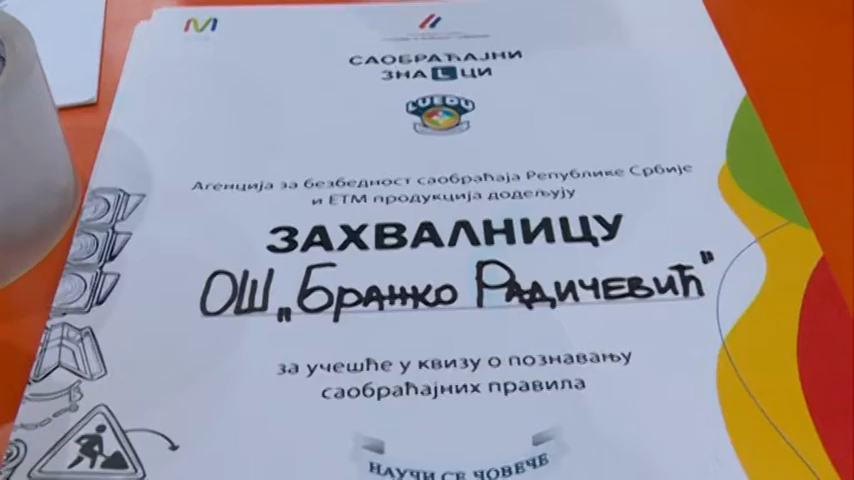 САОБРАЋАЈНИ
ЗНАLЦИ
LUEDU
Агенција за безбедност саобраћаја Републике Србије
и ЕТМ продукција додељују
ЗАХВАЛНИЦУ
ОШ „Бранко Радичевић"
за учешће у квизу о познавању
саобраћајних правила
НАУЧИ СЕ ЧОВЕЧЕ